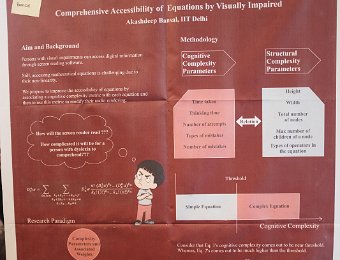 Comprehensive Accessibility of Equations by Visually Impaired
Akashdeep Bansal, IIT Delhi
Aim and Background
Persons with visual impairments can access digital information
through screen reading software.
Still, accessing mathematical equations is challenging due to
their
We propose to improve the accessibility of equations by
associating a cognitive complexity metric with each equation and
then use this metric to modify their audio rendering.
How will the screen reader read ???
How complicated it will be for a
person with dyslexia to
comprehend???
Research Paradigm
Complexity
Parameters
Associated
Weights
Methodology
Cognitive
Complexity
Parameters
Structural
Complexity
Parameters
Time taken
Thinking time
Number of attempts
Types of mistakes
Number of mistakes
Relation
Height
Width
Total number
of nodes
Max number of
children of a node
Types of operators in
the equation
Threshold
Simple Equation
Complex Equation
Cognitive Complexity
Consider that Eq. 1's cognitive complexity comes out to be near threshold.
Whereas, Eq. 2's comes out to be much higher than the threshold.